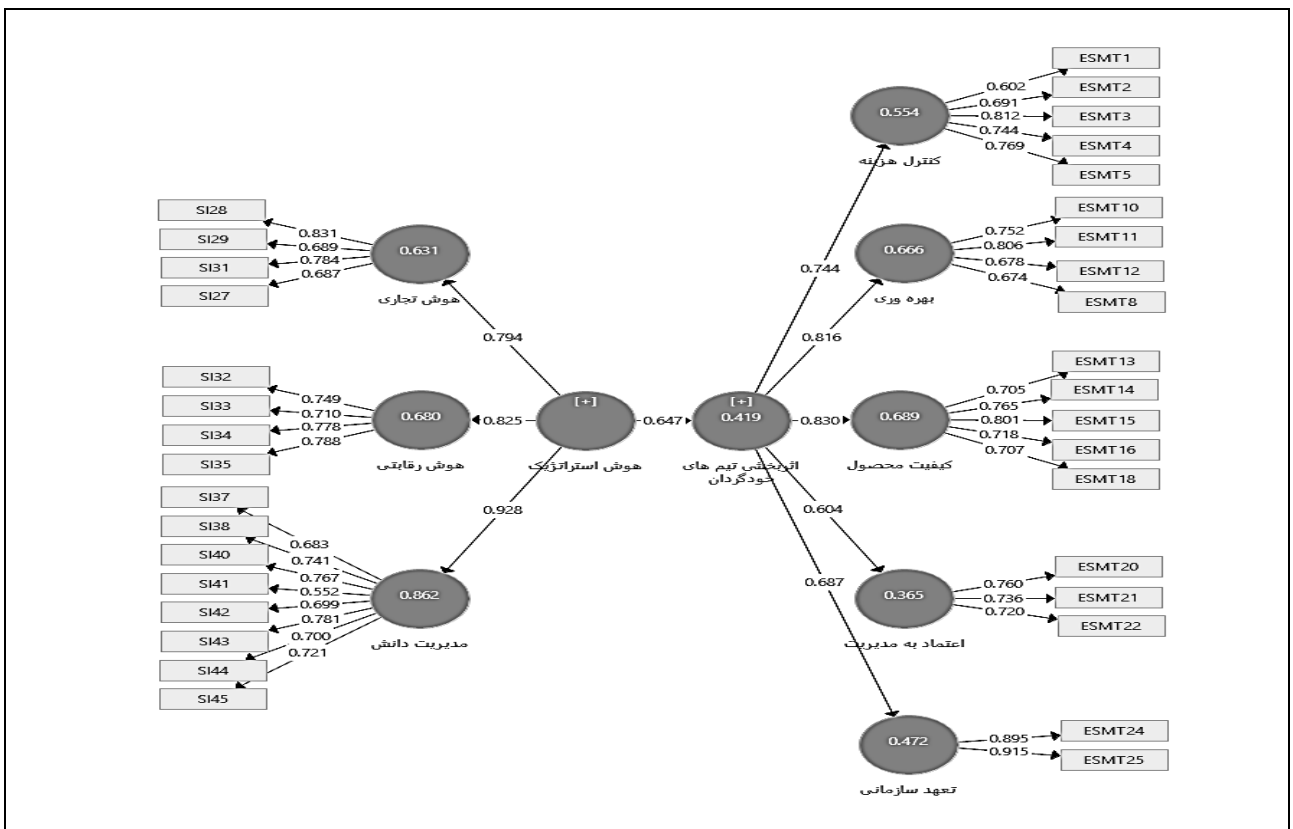 ESMT1
ESMT2
ESMT3
ESMT4
ESMT5
0.602
0.691
0.812
0.744
0.769
0.554
کنترل هزینه
SI28
SI29
SI31
SI27
0.831
0.689
0.784
0.687
0.631
هوش تجاری
ESMT10
ESMT11
ESMT12
ESMT8
0.752
0.806
0.678
0.674
0.666
بهره وری
0.744
0.794
0.816
SI32
SI33
SI34
SI35
0.749
0.710
0.778
0.788
0.680
هوش رقابتی
0.825
[+]
هوش استراتژیک
0.647
[+]
0.419
اثربخشی تیم های
خودگردان
0.830
0.689
کیفیت محصول
0.705
0.765
0.801
0.718
0.707
ESMT13
ESMT14
ESMT15
ESMT16
ESMT18
SI37
SI38
SI40
SI41
SI42
SI43
SI44
SI45
0.683
0.741
0.767
0.552
0.699
0.781
0.700
0.721
0.862
مدیریت دانش
0.928
0.604
0.687
0.365
اعتماد به مدیریت
0.760
0.736
0.720
ESMT20
ESMT21
ESMT22
0.472
تعهد سازمانی
0.895
0.915
ESMT24
ESMT25